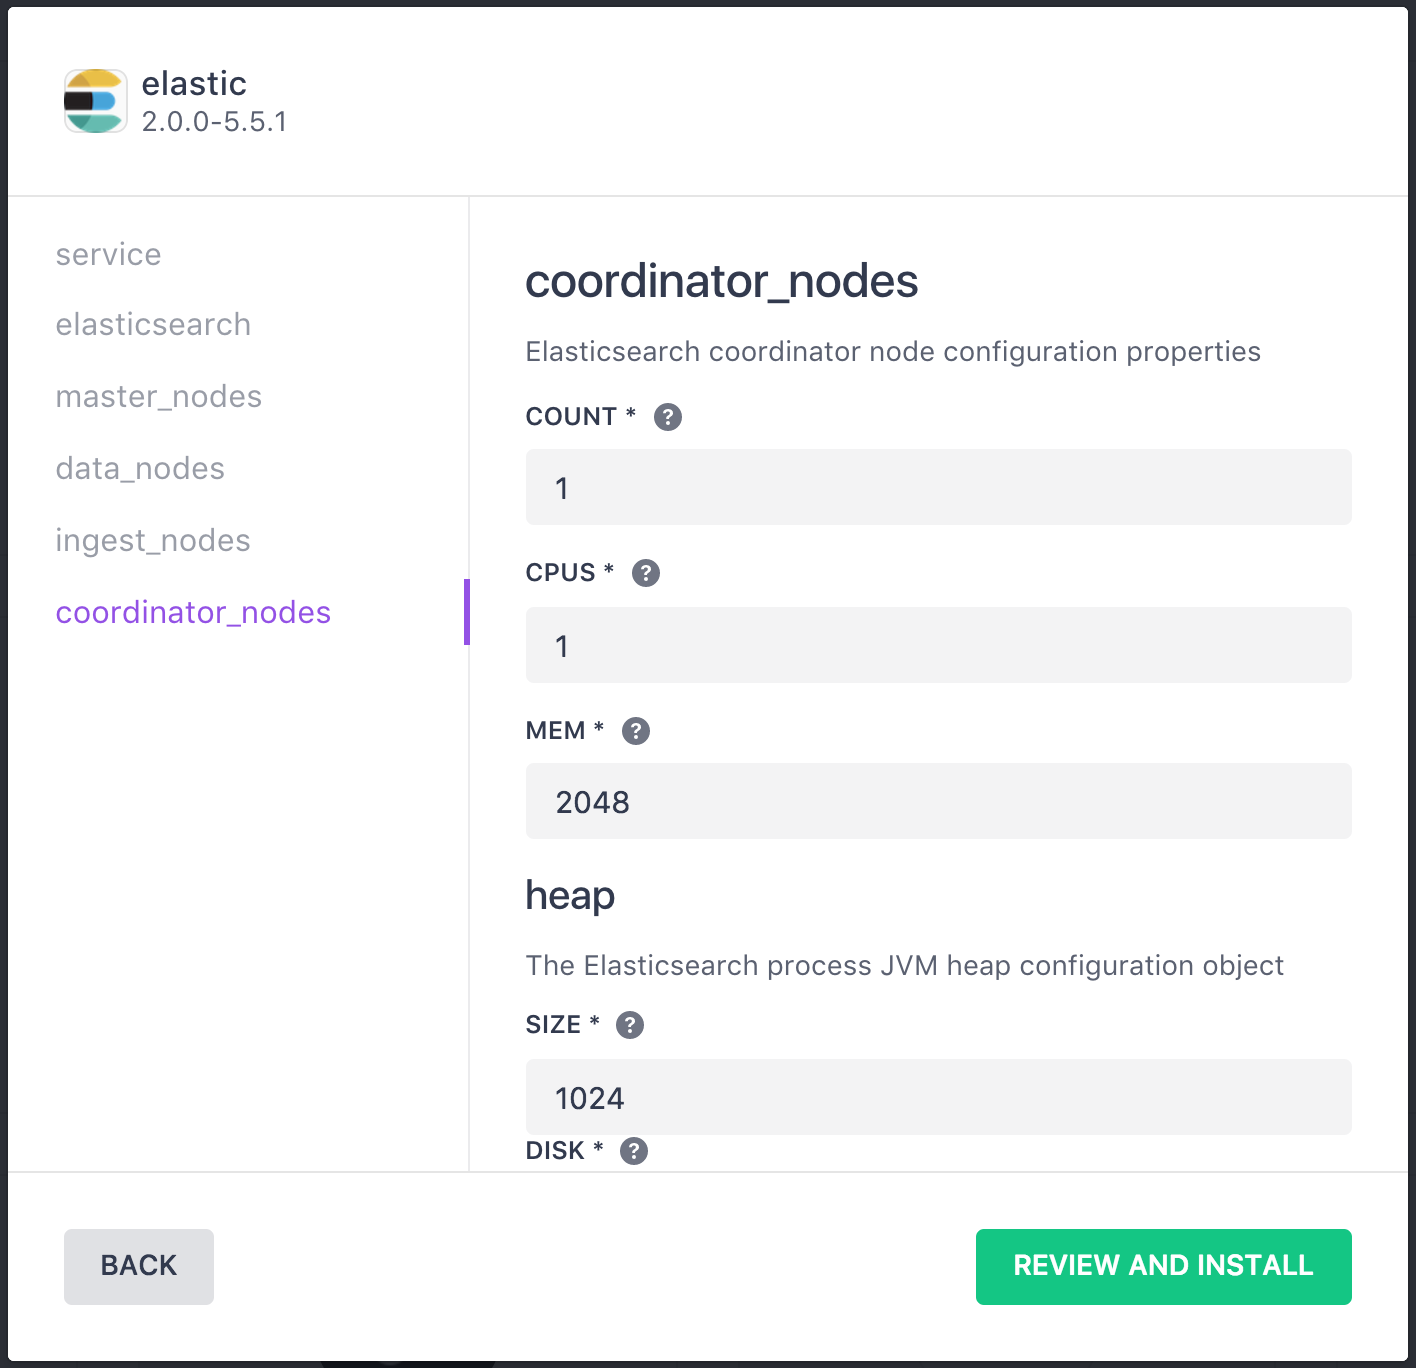 elastic
2.0.0-5.5.1
service
elasticsearch
master_nodes
data_nodes
ingest_nodes
coordinator_nodes
coordinator_nodes
Elasticsearch coordinator node configuration properties
COUNT * ?
1
CPUS * ?
1
MEM * ?
2048
heap
The Elasticsearch process JVM heap configuration object
SIZE * ?
1024
DISK * ?
BACK
REVIEW AND INSTALL